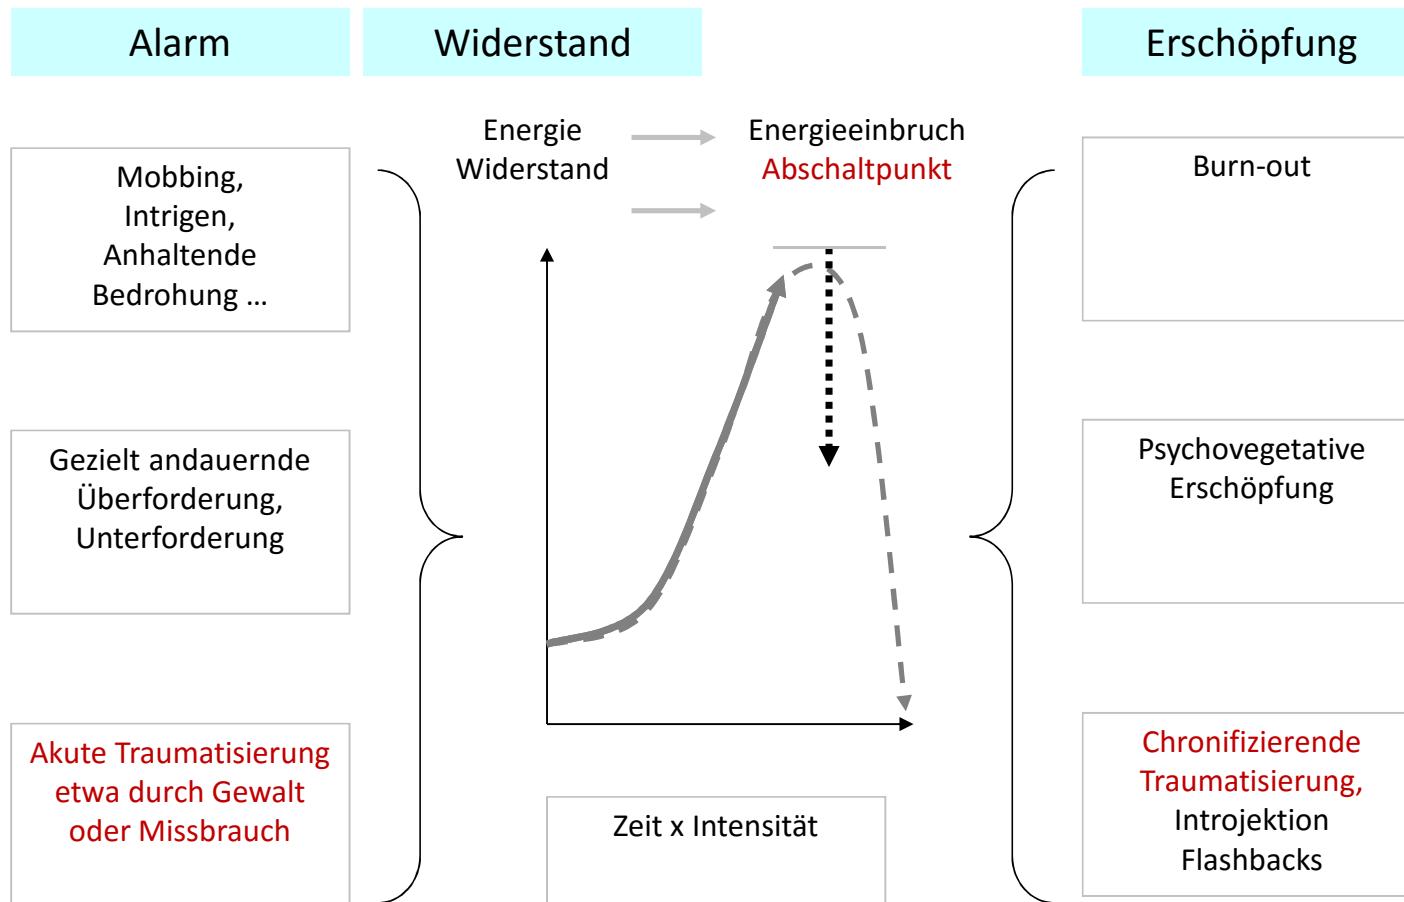 Alarm
Widerstand
Erschöpfung
Mobbing,
Intrigen,
Anhaltende
Bedrohung ...
Gezielt andauernde
Überforderung,
Unterforderung
Akute Traumatisierung
etwa durch Gewalt
oder Missbrauch
Energie
Widerstand
Energieeinbruch
Abschaltpunkt
Zeit x Intensität
Burn-out
Psychovegetative
Erschöpfung
Chronifizierende
Traumatisierung,
Introjektion
Flashbacks